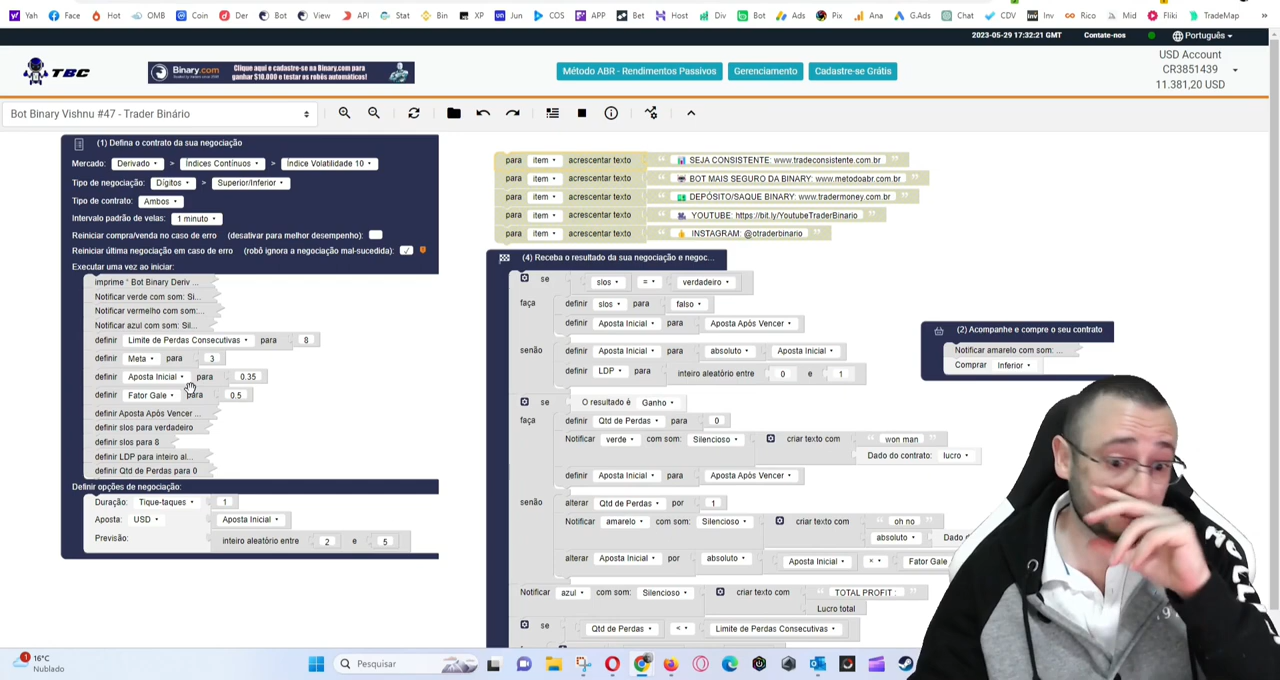 Yah Face Hot OMB Coin Der Bot View API Stat Bin XP Jun COS APP Bet Host Div Bot Ads Pix Ana G.Ads Chat CDV Inv Rico Mid Fliki TradeMap »
2023-05-29 17:32:21 GMT Contate-nos Português
TBC
Binary.com Clique aqui e cadastre-se na Binary.com para
ganhar $10.000 e testar os robôs automáticos!
Método ABR - Rendimentos Passivos Gerenciamento Cadastre-se Grátis
USD Account
CR3851439
11.381,20 USD
Bot Binary Vishnu #47 - Trader Binário
(1) Defina o contrato da sua negociação
Mercado: Derivado > Índices Contínuos > Índice Volatilidade 10
Tipo de negociação: Dígitos > Superior/Inferior
Tipo de contrato: Ambos
Intervalo padrão de velas: 1 minuto
Reiniciar compra/venda no caso de erro (desativar para melhor desempenho):
Reiniciar última negociação em caso de erro (robô ignora a negociação mal-sucedida):
Executar uma vez ao iniciar:
imprime " Bot Binary Deriv ...
Notificar verde com som: Si...
Notificar vermelho com som:...
Notificar azul com som: Sil...
definir Limite de Perdas Consecutivas para 8
definir Meta para 3
definir Aposta Inicial para 0.35
definir Fator Gale para 0.5
definir Aposta Após Vencer ...
definir slos para verdadeiro
definir slos para 8
definir LDP para inteiro al...
definir Qtd de Perdas para 0
Definir opções de negociação:
Duração: Tique-taques 1
Aposta: USD Aposta Inicial
Previsão: inteiro aleatório entre 2 e 5
para item acrescentar texto “ SEJA CONSISTENTE: www.tradeconsistente.com.br ”
para item acrescentar texto “ BOT MAIS SEGURO DA BINARY: www.metodoabr.com.br ”
para item acrescentar texto “ DEPÓSITO/SAQUE BINARY: www.tradermoney.com.br ”
para item acrescentar texto “ YOUTUBE: https://bit.ly/YoutubeTraderBinario ”
para item acrescentar texto “ INSTAGRAM: @otraderbinario ”
(4) Receba o resultado da sua negociação e negoc...
se slos = verdadeiro
faça definir slos para falso
definir Aposta Inicial para Aposta Após Vencer
senão definir Aposta Inicial para absoluto Aposta Inicial
definir LDP para inteiro aleatório entre 0 e 1
se O resultado é Ganho
faça definir Qtd de Perdas para 0
Notificar verde com som: Silencioso criar texto com “ won man ”
Dado do contrato: lucro
definir Aposta Inicial para Aposta Após Vencer
senão alterar Qtd de Perdas por 1
Notificar amarelo com som: Silencioso criar texto com “ oh no ”
absoluto Dado
alterar Aposta Inicial por absoluto Aposta Inicial × Fator Gale
Notificar azul com som: Silencioso criar texto com “ TOTAL PROFIT : ”
Lucro total
se Qtd de Perdas < Limite de Perdas Consecutivas
(2) Acompanhe e compre o seu contrato
Notificar amarelo com som: ...
Comprar Inferior
16°C
Nublado
Pesquisar